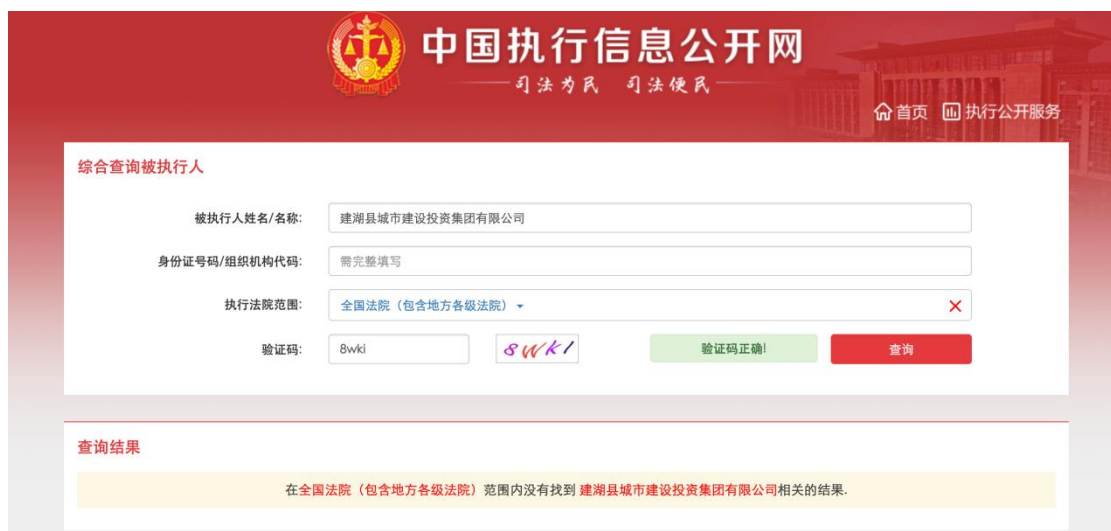 中国执行信息公开网
司法为民 司法便民
首页 执行公开服务
综合查询被执行人
被执行人姓名/名称: 建湖县城市建设投资集团有限公司
身份证号码/组织机构代码: 需完整填写
执行法院范围: 全国法院（包含地方各级法院）
验证码: 8wki 8WKI 验证码正确! 查询
查询结果
在全国法院（包含地方各级法院）范围内没有找到 建湖县城市建设投资集团有限公司相关的结果.